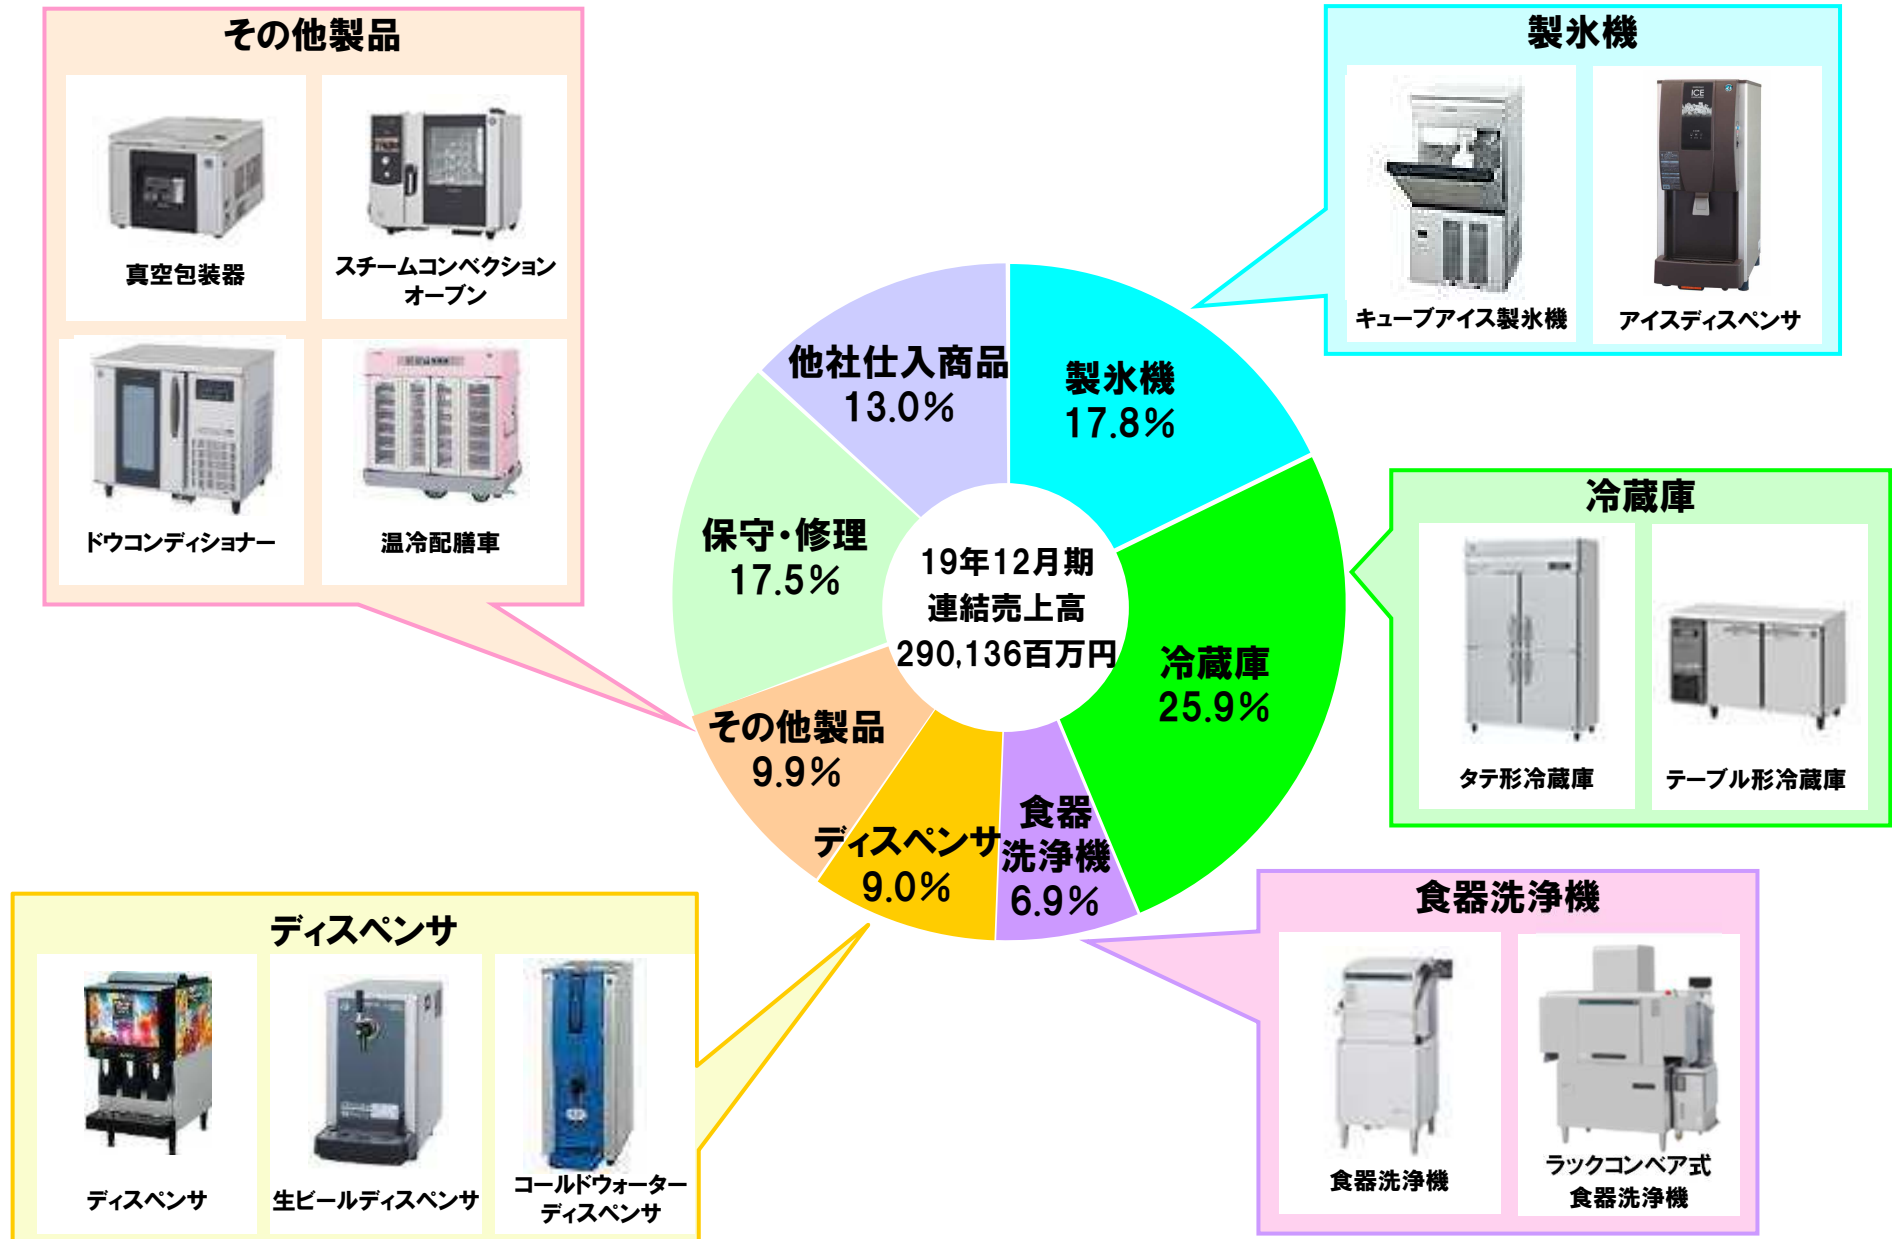 その他製品
真空包装器
スチームコンベクション
オーブン
ドウコンディショナー
温冷配膳車
製氷機
ICE
キューブアイス製氷機
アイスディスペンサ
他社仕入商品
13.0%
製氷機
17.8%
保守・修理
17.5%
19年12月期
連結売上高
290,136百万円
冷蔵庫
25.9%
その他製品
9.9%
ディスペンサ
9.0%
食器
洗浄機
6.9%
冷蔵庫
タテ形冷蔵庫
テーブル形冷蔵庫
ディスペンサ
ディスペンサ
生ビールディスペンサ
コールドウォーター
ディスペンサ
食器洗浄機
食器洗浄機
ラックコンベア式
食器洗浄機